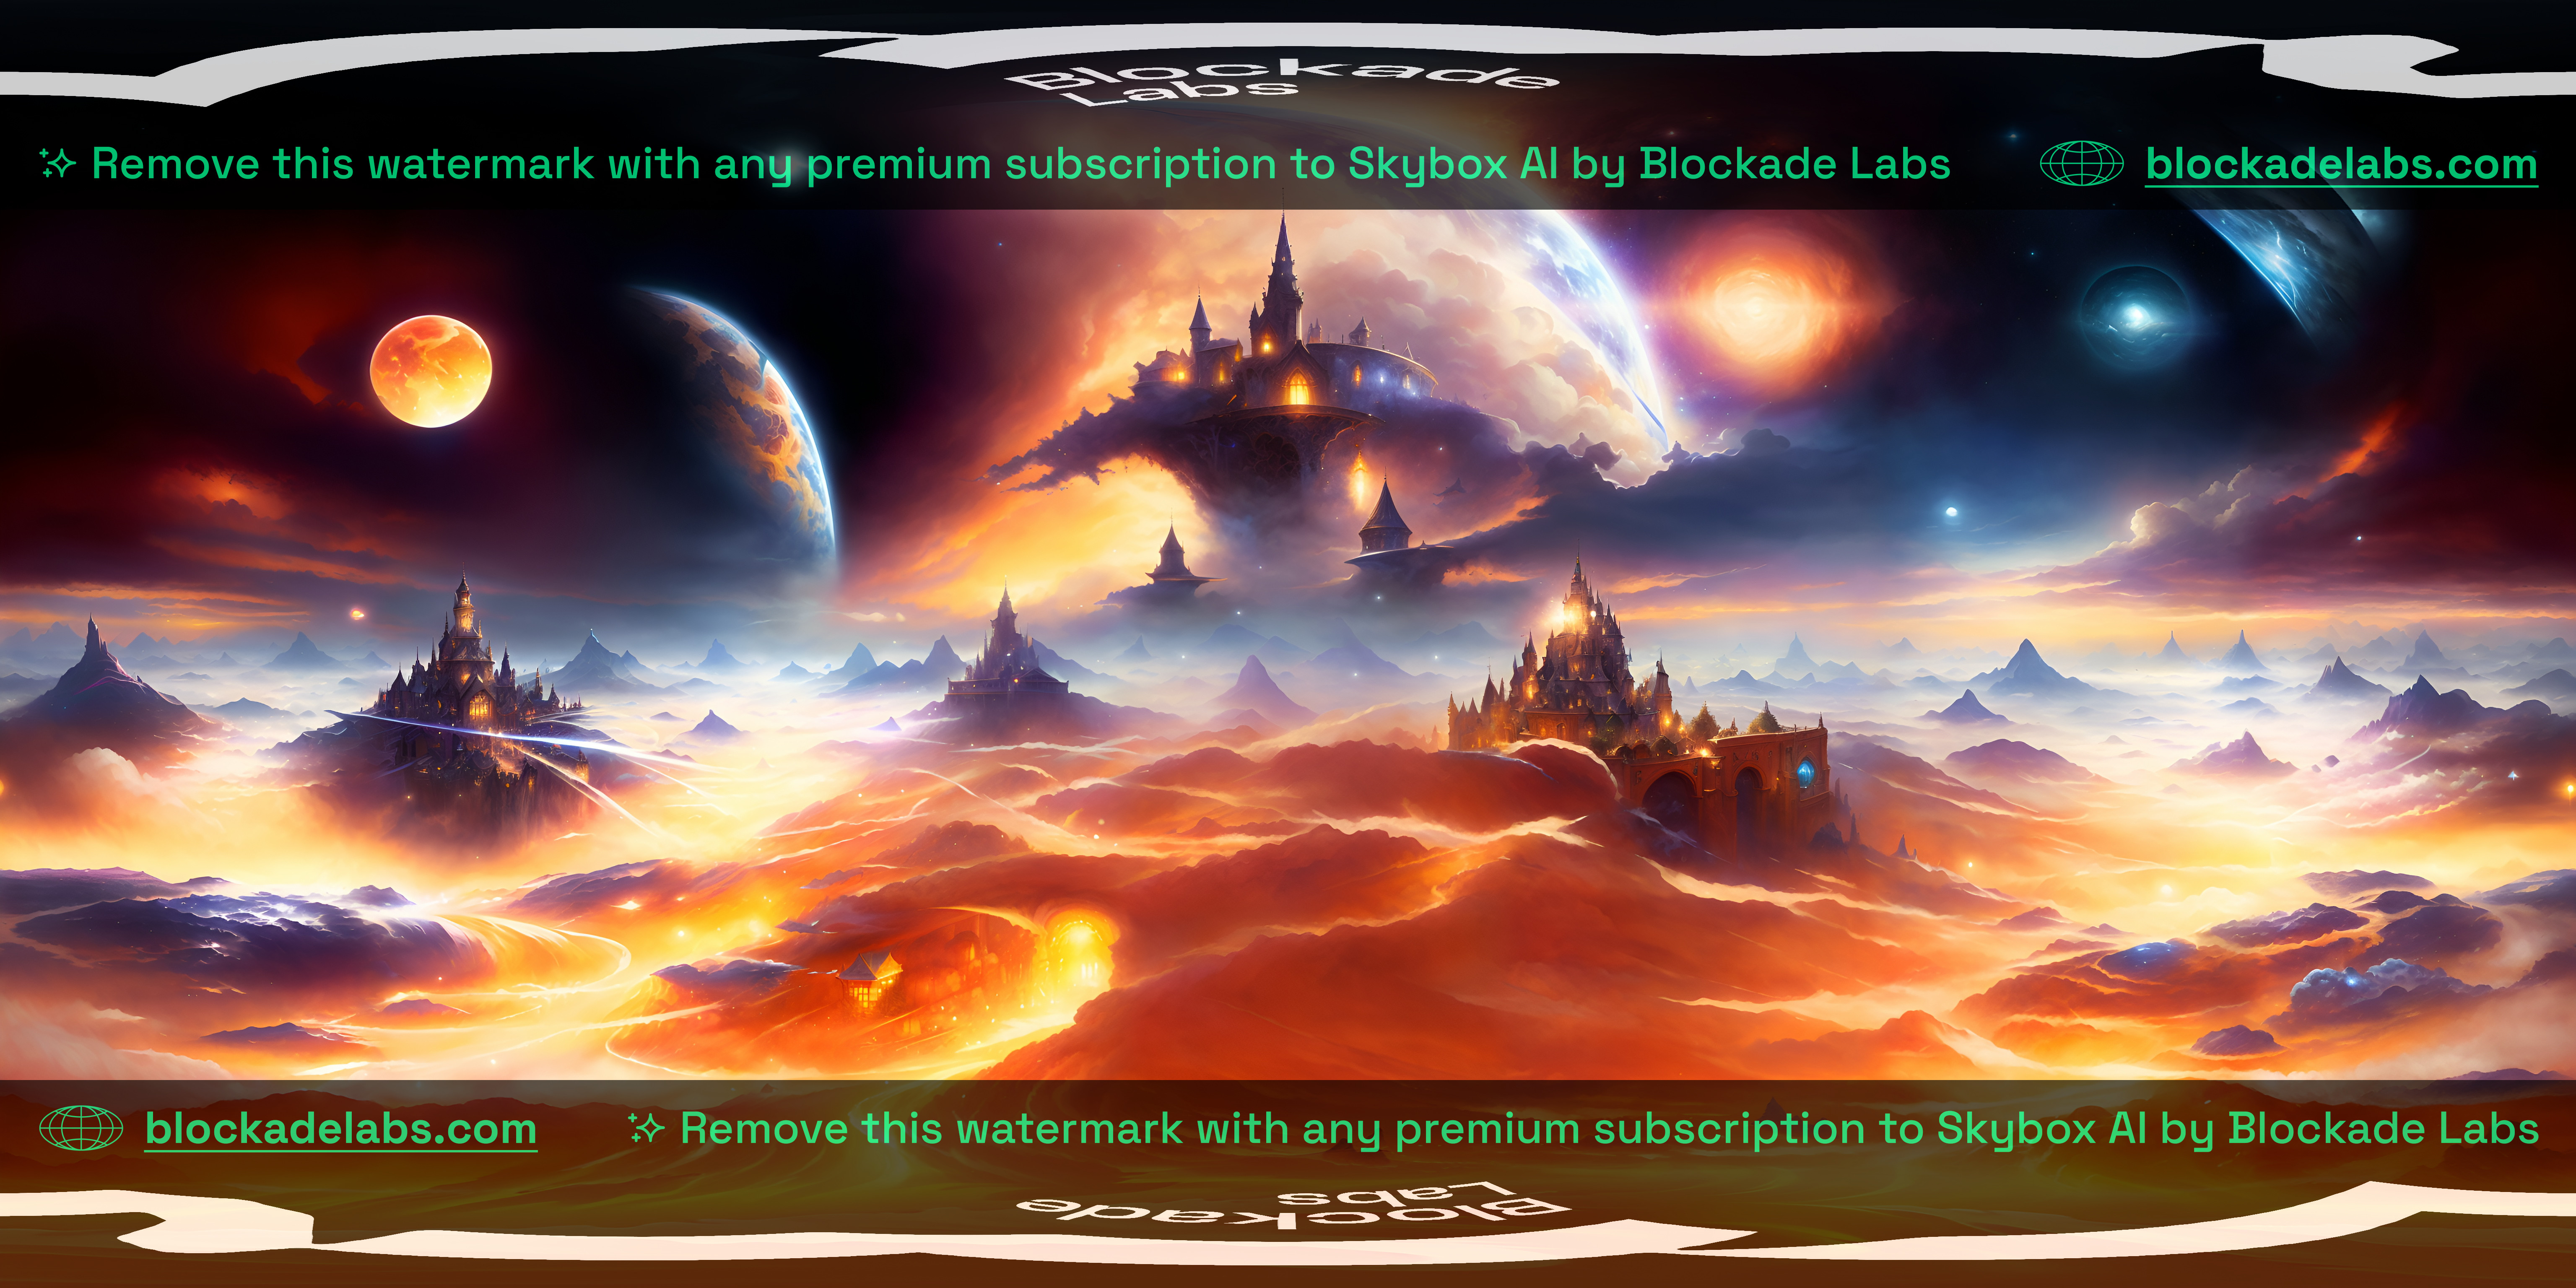 Blockade
Labs
Remove this watermark with any premium subscription to Skybox AI by Blockade Labs blockadelabs.com
blockadelabs.com Remove this watermark with any premium subscription to Skybox AI by Blockade Labs
Labs
Blockade